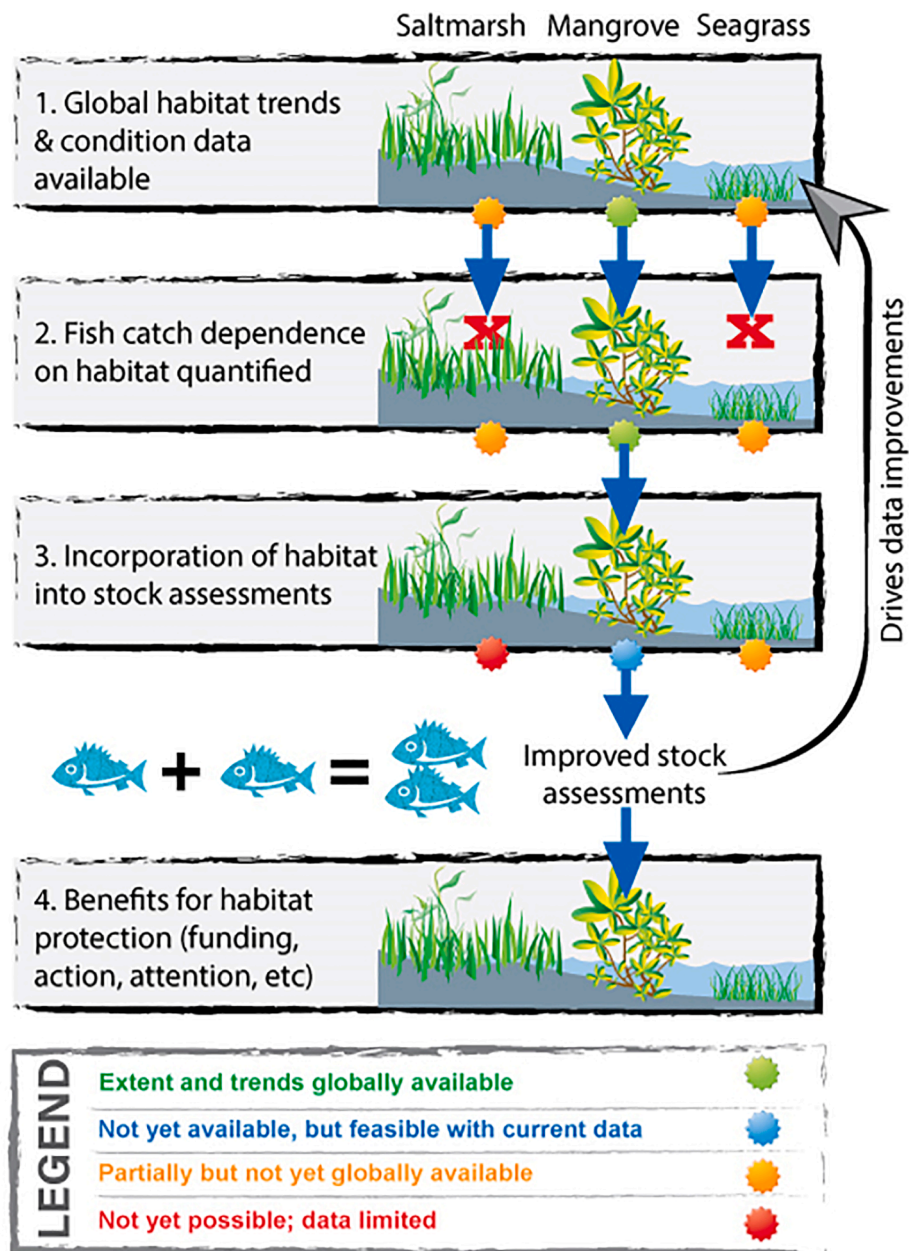 Saltmarsh Mangrove Seagrass
1. Global habitat trends
& condition data
available
2. Fish catch dependence
on habitat quantified
3. Incorporation of habitat
into stock assessments
Drives data improvements
+ =
Improved stock
assessments
4. Benefits for habitat
protection (funding,
action, attention, etc)
LEGEND
Extent and trends globally available
Not yet available, but feasible with current data
Partially but not yet globally available
Not yet possible; data limited